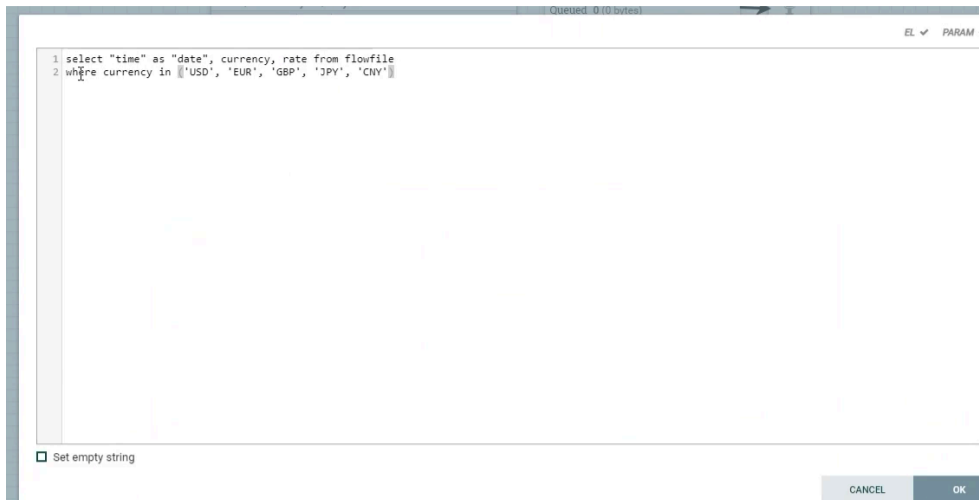 Queued 0 (0 bytes)
EL ✓ PARAM
1 select "time" as "date", currency, rate from flowfile
2 where currency in ('USD', 'EUR', 'GBP', 'JPY', 'CNY')
Set empty string
CANCEL OK